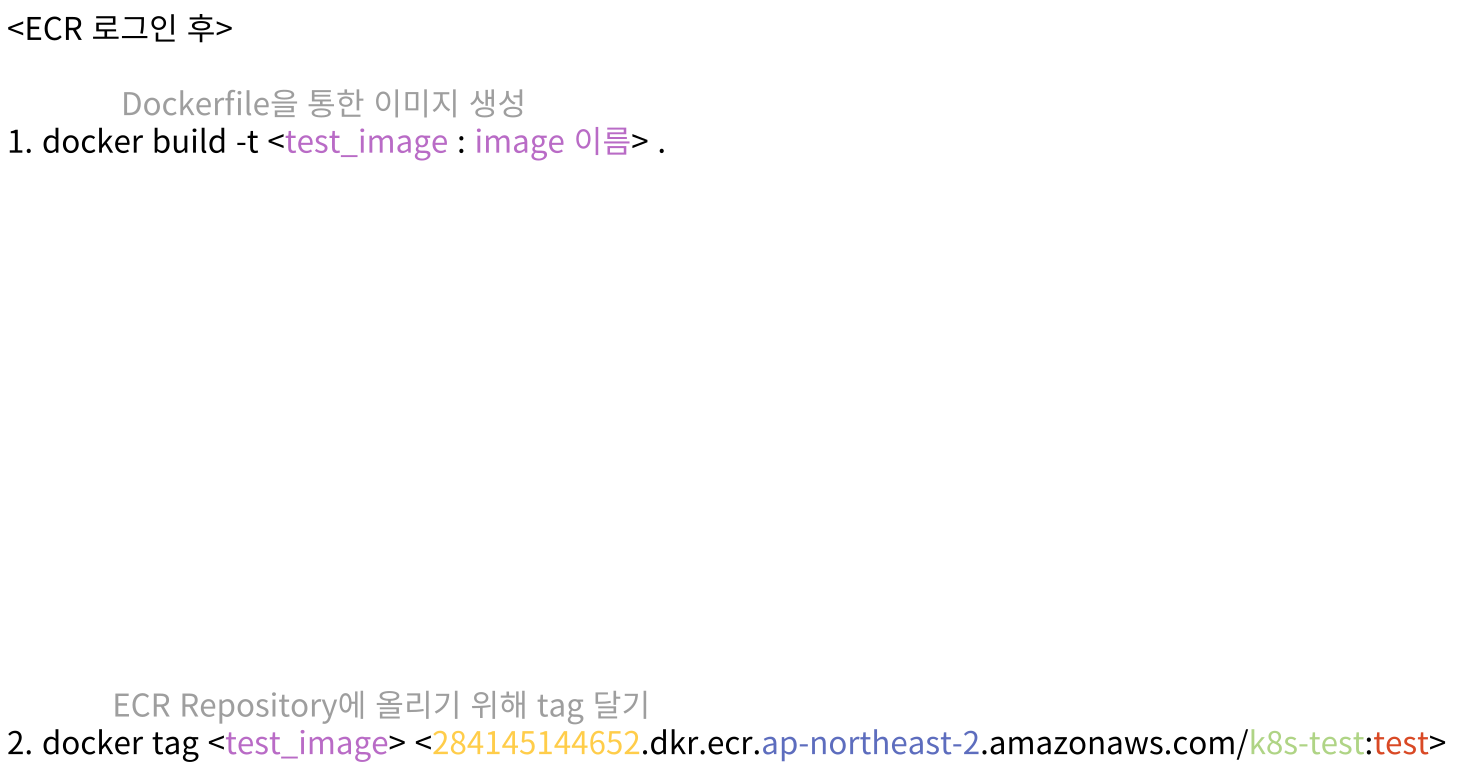 <ECR 로그인 후>
Dockerfile을 통한 이미지 생성
1. docker build -t <test_image : image 이름> .
ECR Repository에 올리기 위해 tag 달기
2. docker tag <test_image> <284145144652.dkr.ecr.ap-northeast-2.amazonaws.com/k8s-test:test>